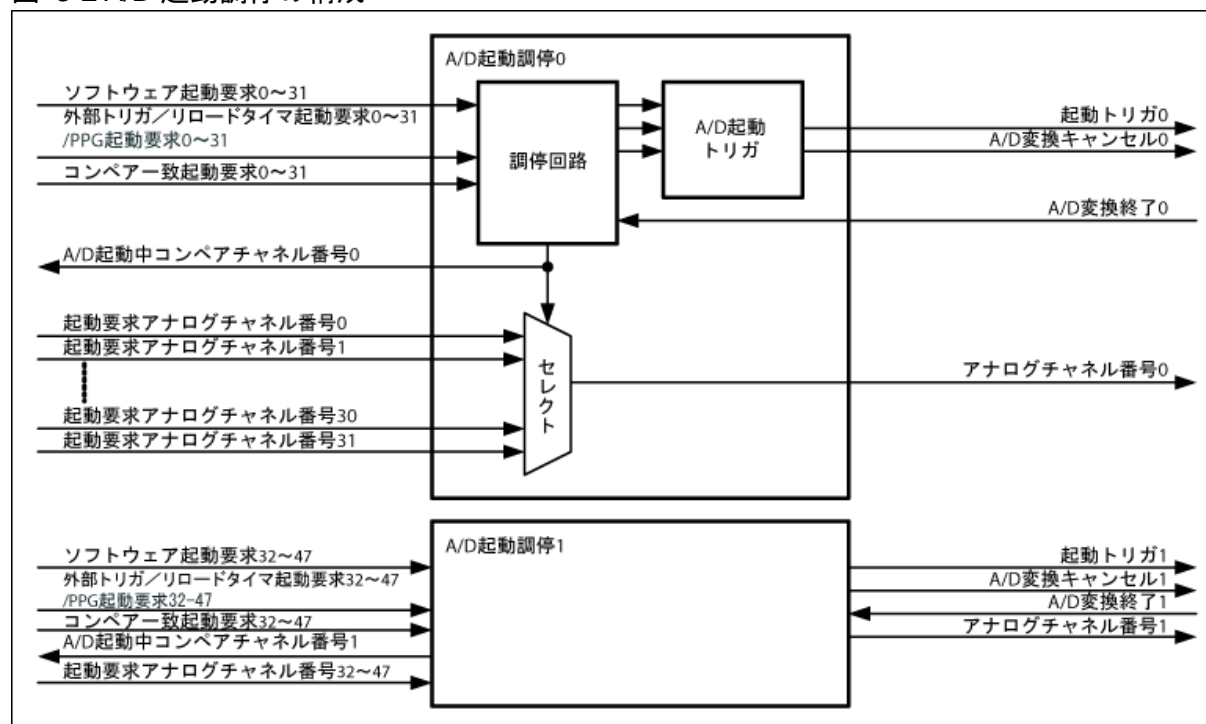 A/D起動調停0
ソフトウェア起動要求0～31
外部トリガ／リロードタイマ起動要求0～31
/PPG起動要求0～31
コンペアー致起動要求0～31
調停回路
A/D起動
トリガ
起動トリガ0
A/D変換キャンセル0
A/D変換終了0
A/D起動中コンペアチャネル番号0
起動要求アナログチャネル番号0
起動要求アナログチャネル番号1
起動要求アナログチャネル番号30
起動要求アナログチャネル番号31
セレクト
アナログチャネル番号0
A/D起動調停1
ソフトウェア起動要求32～47
外部トリガ／リロードタイマ起動要求32～47
/PPG起動要求32-47
コンペアー致起動要求32～47
A/D起動中コンペアチャネル番号1
起動要求アナログチャネル番号32～47
起動トリガ1
A/D変換キャンセル1
A/D変換終了1
アナログチャネル番号1